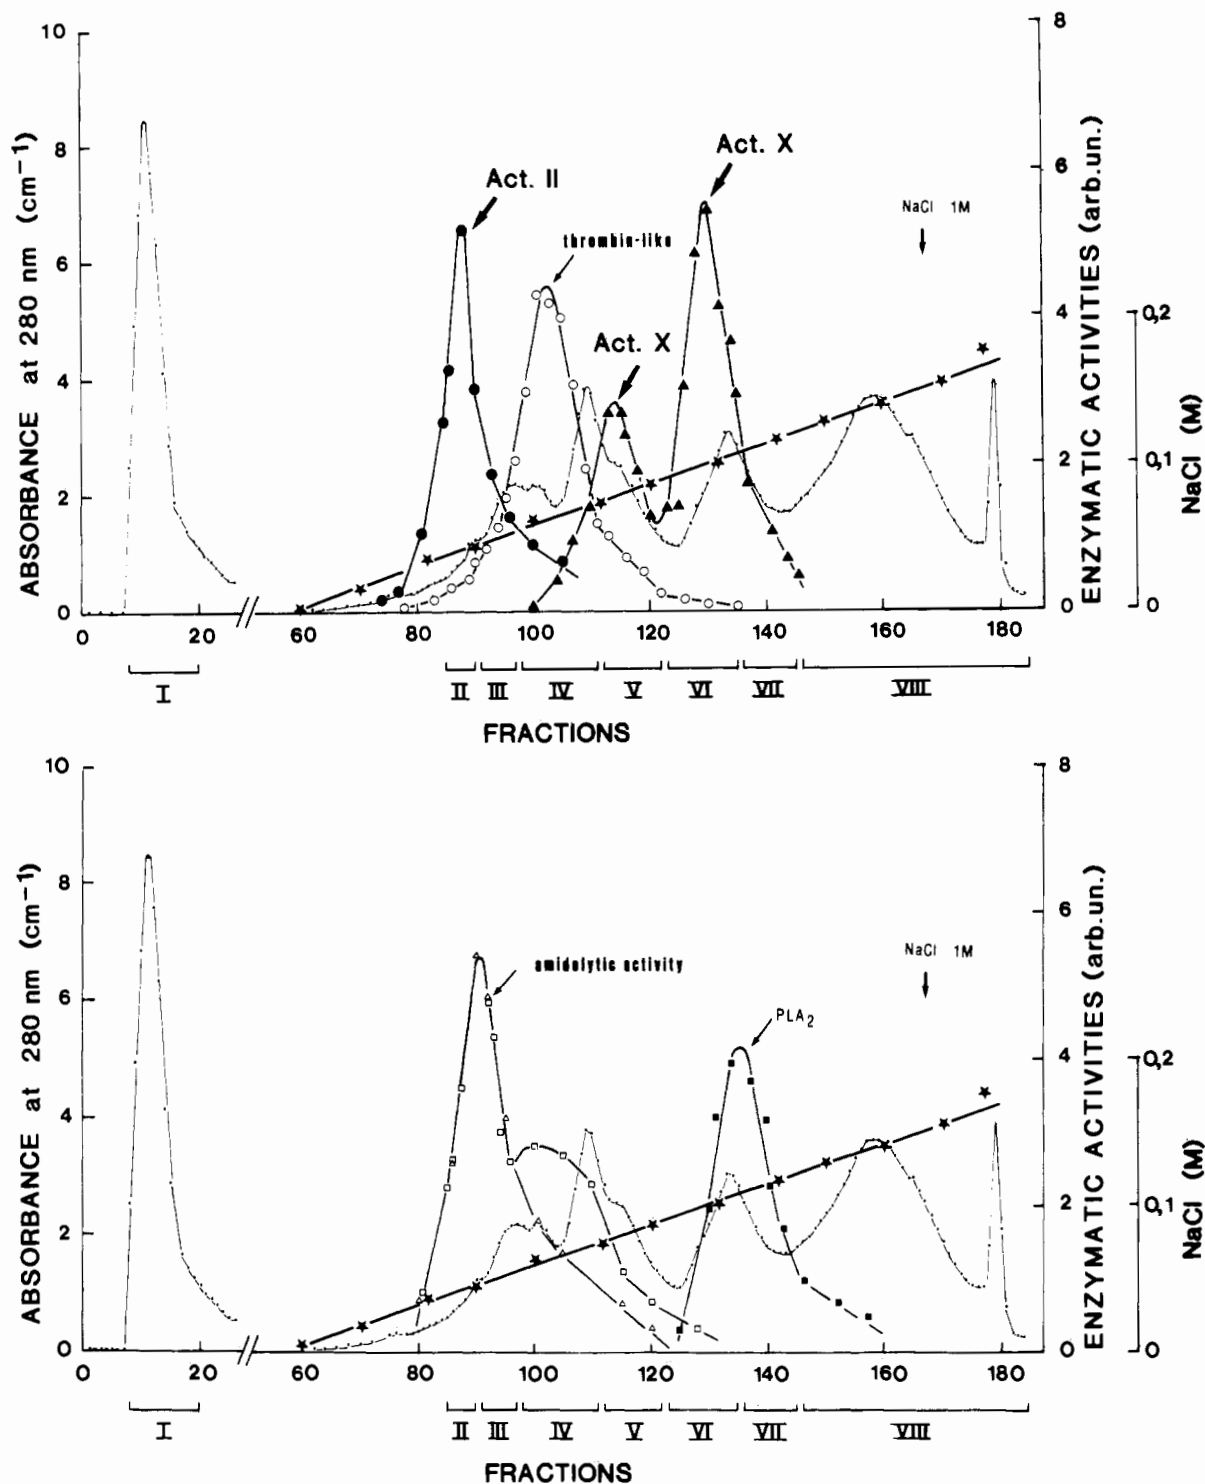 10
8
6
4
2
0
ABSORBANCE at 280 nm (cm⁻¹)
8
6
4
2
0
ENZYMATIC ACTIVITIES (arb.un.)
0,2
0,1
0
NaCl (M)
Act. II
thrombin-like
Act. X
Act. X
NaCl 1M
0 20 60 80 100 120 140 160 180
I II III IV V VI VII VIII
FRACTIONS
10
8
6
4
2
0
ABSORBANCE at 280 nm (cm⁻¹)
8
6
4
2
0
ENZYMATIC ACTIVITIES (arb.un.)
0,2
0,1
0
NaCl (M)
amidolytic activity
PLA₂
NaCl 1M
0 20 60 80 100 120 140 160 180
I II III IV V VI VII VIII
FRACTIONS